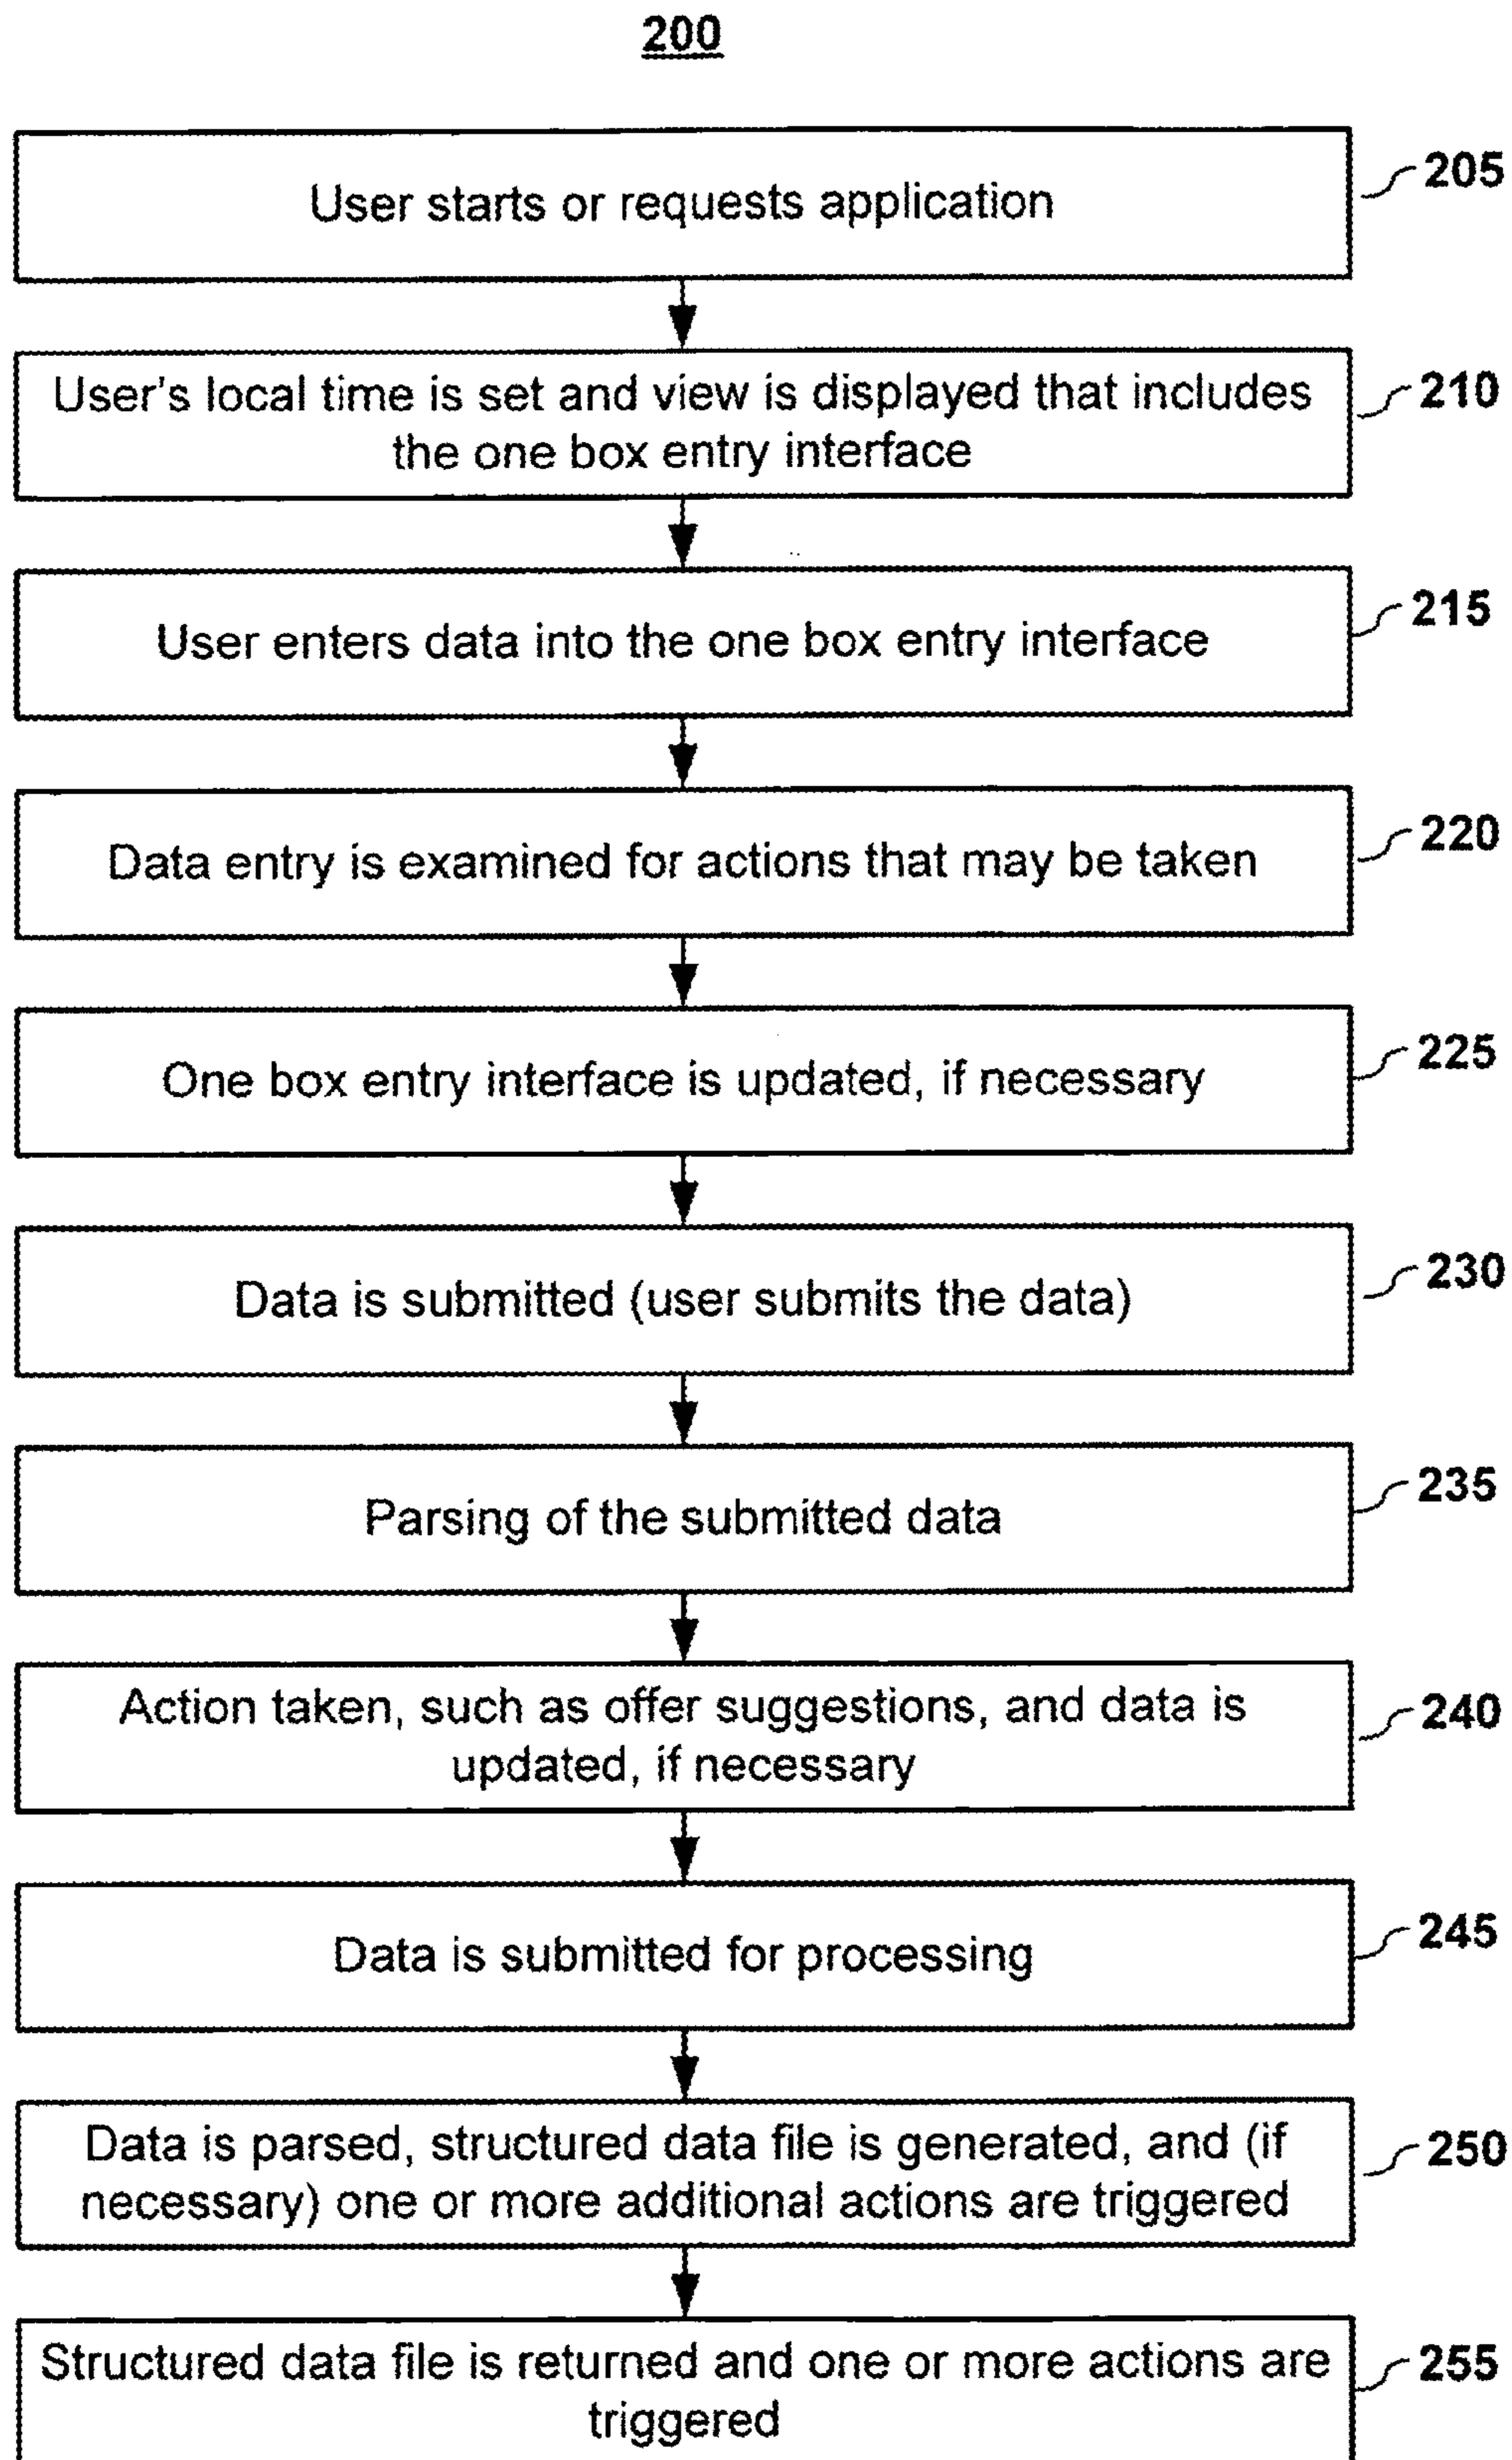 200
User starts or requests application
205
User's local time is set and view is displayed that includes
the one box entry interface
210
User enters data into the one box entry interface
215
Data entry is examined for actions that may be taken
220
One box entry interface is updated, if necessary
225
Data is submitted (user submits the data)
230
Parsing of the submitted data
235
Action taken, such as offer suggestions, and data is
updated, if necessary
240
Data is submitted for processing
245
Data is parsed, structured data file is generated, and (if
necessary) one or more additional actions are triggered
250
Structured data file is returned and one or more actions are
triggered
255